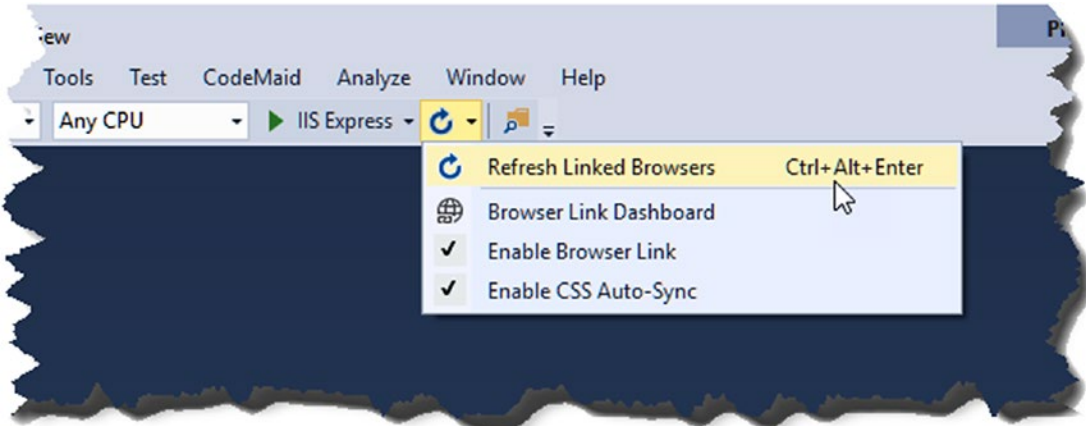 Tools Test CodeMaid Analyze Window Help
Any CPU IIS Express
Refresh Linked Browsers Ctrl+Alt+Enter
Browser Link Dashboard
Enable Browser Link
Enable CSS Auto-Sync